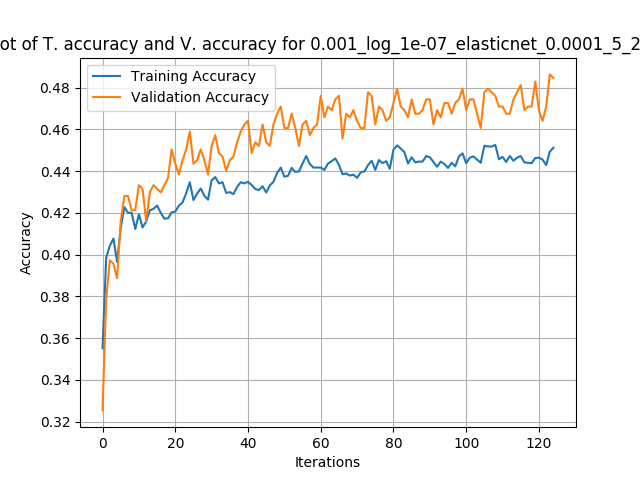 ot of T. accuracy and V. accuracy for 0.001_log_1e-07_elasticnet_0.0001_5_2
Training Accuracy
Validation Accuracy
0.48
0.46
0.44
0.42
0.40
0.38
0.36
0.34
0.32
Accuracy
0 20 40 60 80 100 120
Iterations